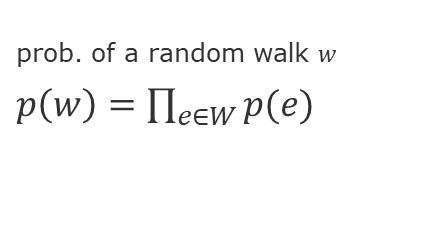 prob. of a random walk w
p(w) = ∏e∈W p(e)